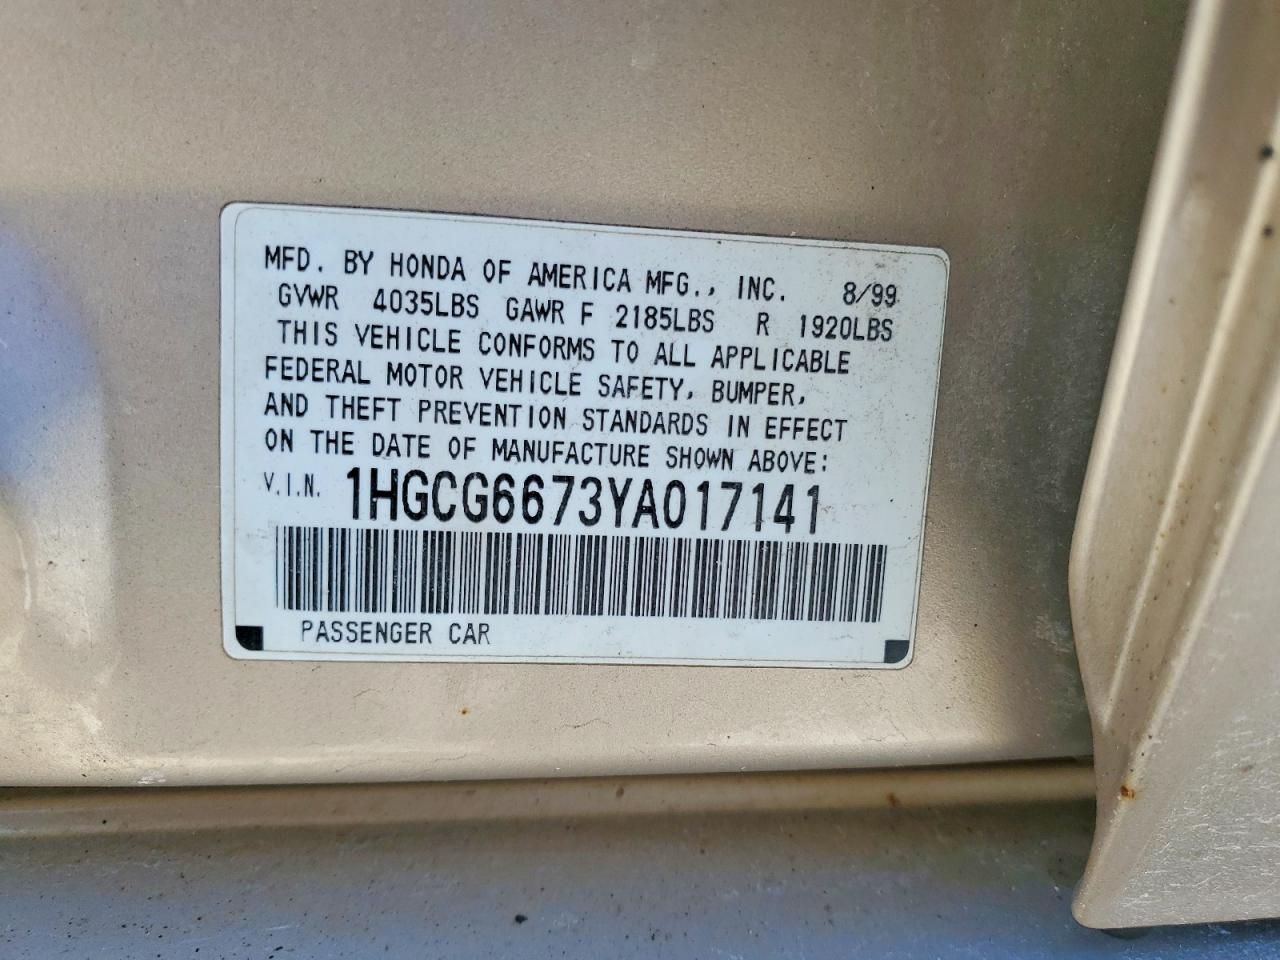 MFD. BY HONDA OF AMERICA MFG., INC. 8/99
GVWR 4035LBS GAWR F 2185LBS R 1920LBS
THIS VEHICLE CONFORMS TO ALL APPLICABLE
FEDERAL MOTOR VEHICLE SAFETY, BUMPER,
AND THEFT PREVENTION STANDARDS IN EFFECT
ON THE DATE OF MANUFACTURE SHOWN ABOVE:
V.I.N. 1HGCG6673YA017141
PASSENGER CAR